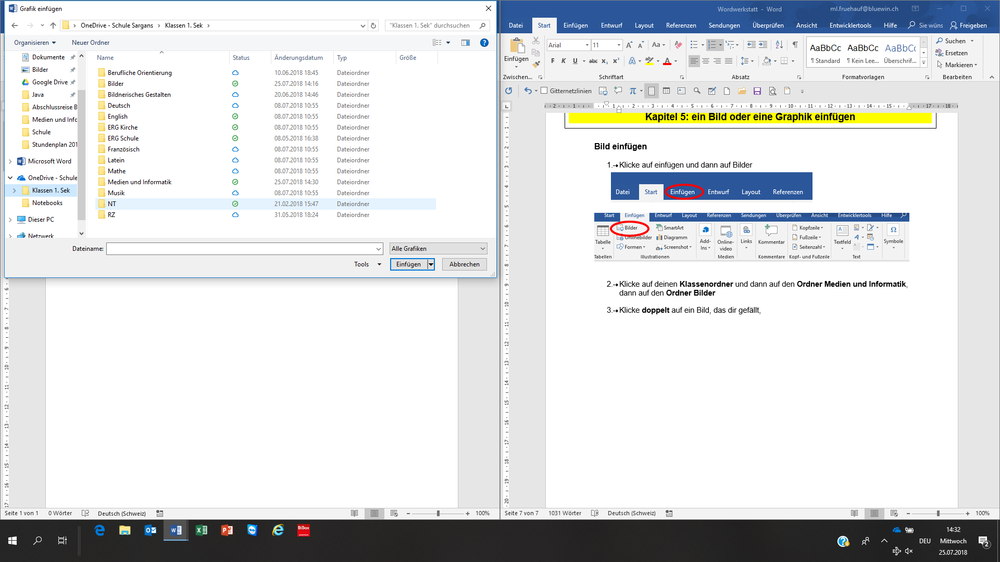 Grafik einfügen
OneDrive - Schule Sargans > Klassen 1. Sek >
"Klassen 1. Sek" durchsuchen
Organisieren
Neuer Ordner
Dokumente
Bilder
Google Drive
Java
Abschlussreise B
Medien und Infc
Schule
Stundenplan 201
Microsoft Word
OneDrive - Schule
Klassen 1. Sek
Notebooks
Dieser PC
Netzwerk
Name Status Änderungsdatum Typ Größe
Berufliche Orientierung 10.06.2018 18:45 Dateiordner
Bilder 25.07.2018 14:16 Dateiordner
Bildnerisches Gestalten 20.06.2018 14:46 Dateiordner
Deutsch 08.07.2018 10:55 Dateiordner
English 08.07.2018 10:55 Dateiordner
ERG Kirche 08.07.2018 10:55 Dateiordner
ERG Schule 08.05.2018 16:38 Dateiordner
Französisch 08.07.2018 10:55 Dateiordner
Latein 08.07.2018 10:55 Dateiordner
Mathe 08.07.2018 10:55 Dateiordner
Medien und Informatik 25.07.2018 14:30 Dateiordner
Musik 08.07.2018 10:55 Dateiordner
NT 21.02.2018 15:47 Dateiordner
RZ 31.05.2018 18:24 Dateiordner
Dateiname:
Alle Grafiken
Tools
Einfügen
Abbrechen
Seite 1 von 1 0 Wörter Deutsch (Schweiz) 100%
Wordwerkstatt - Word ml.fruehauf@bluewin.ch
Datei Start Einfügen Entwurf Layout Referenzen Sendungen Überprüfen Ansicht Entwicklertools Hilfe Sie wüns Freigeben
Einfügen
Zwischen...
Arial 11
F K U abc x₂ x²
Schriftart
Absatz
AaBbCc AaBbCc AaBbCc
¶ Standard ¶ Kein Lee... Überschrif...
Formatvorlagen
Suchen
Ersetzen
Markieren
Bearbeiten
Gitternetzlinien
Kapitel 5: ein Bild oder eine Graphik einfügen
Bild einfügen
1.→Klicke auf einfügen und dann auf Bilder
Datei Start Einfügen Entwurf Layout Referenzen
Start Einfügen Entwurf Layout Referenzen Sendungen Überprüfen Ansicht Entwicklertools Hilfe
Tabelle
Tabellen
Bilder
Onlinebilder
Formen
SmartArt
Diagramm
Screenshot
Illustrationen
Add-
Ins
Online-
video
Medien
Links
Kommentar
Kommentare
Kopfzeile
Fußzeile
Seitenzahl
Kopf- und Fußzeile
Textfeld
Text
Symbole
2.→Klicke auf deinen Klassenordner und dann auf den Ordner Medien und Informatik,
dann auf den Ordner Bilder
3.→Klicke doppelt auf ein Bild, das dir gefällt,
Seite 7 von 7 1031 Wörter Deutsch (Schweiz) 100%
BiBox
DEU
14:32
Mittwoch
25.07.2018
2